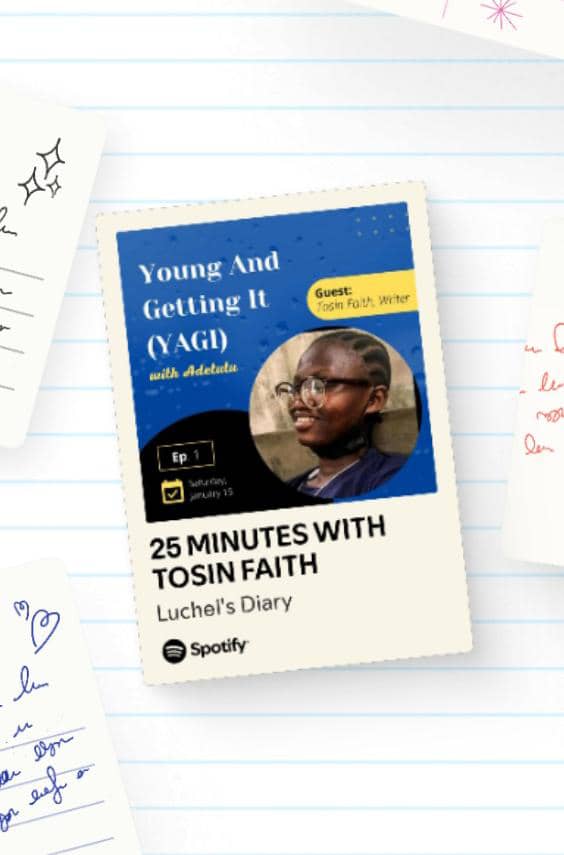 Young And
Getting It
(YAGI)
with Adetutu
Guest:
Tosin Faith, Writer
Ep 1
Saturday,
January 15
25 MINUTES WITH
TOSIN FAITH
Luchei's Diary
Spotify